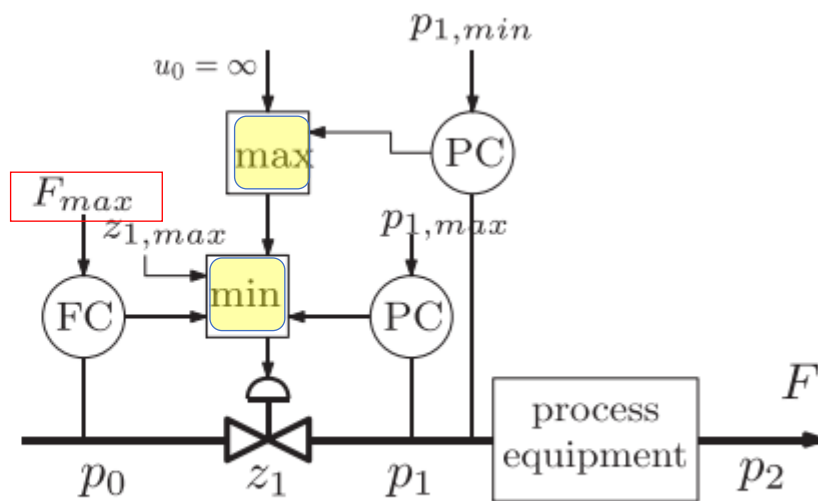 p1,min
u0 = ∞
max
PC
Fmax
z1,max
p1,max
min
FC
PC
F
process
equipment
p0
z1
p1
p2